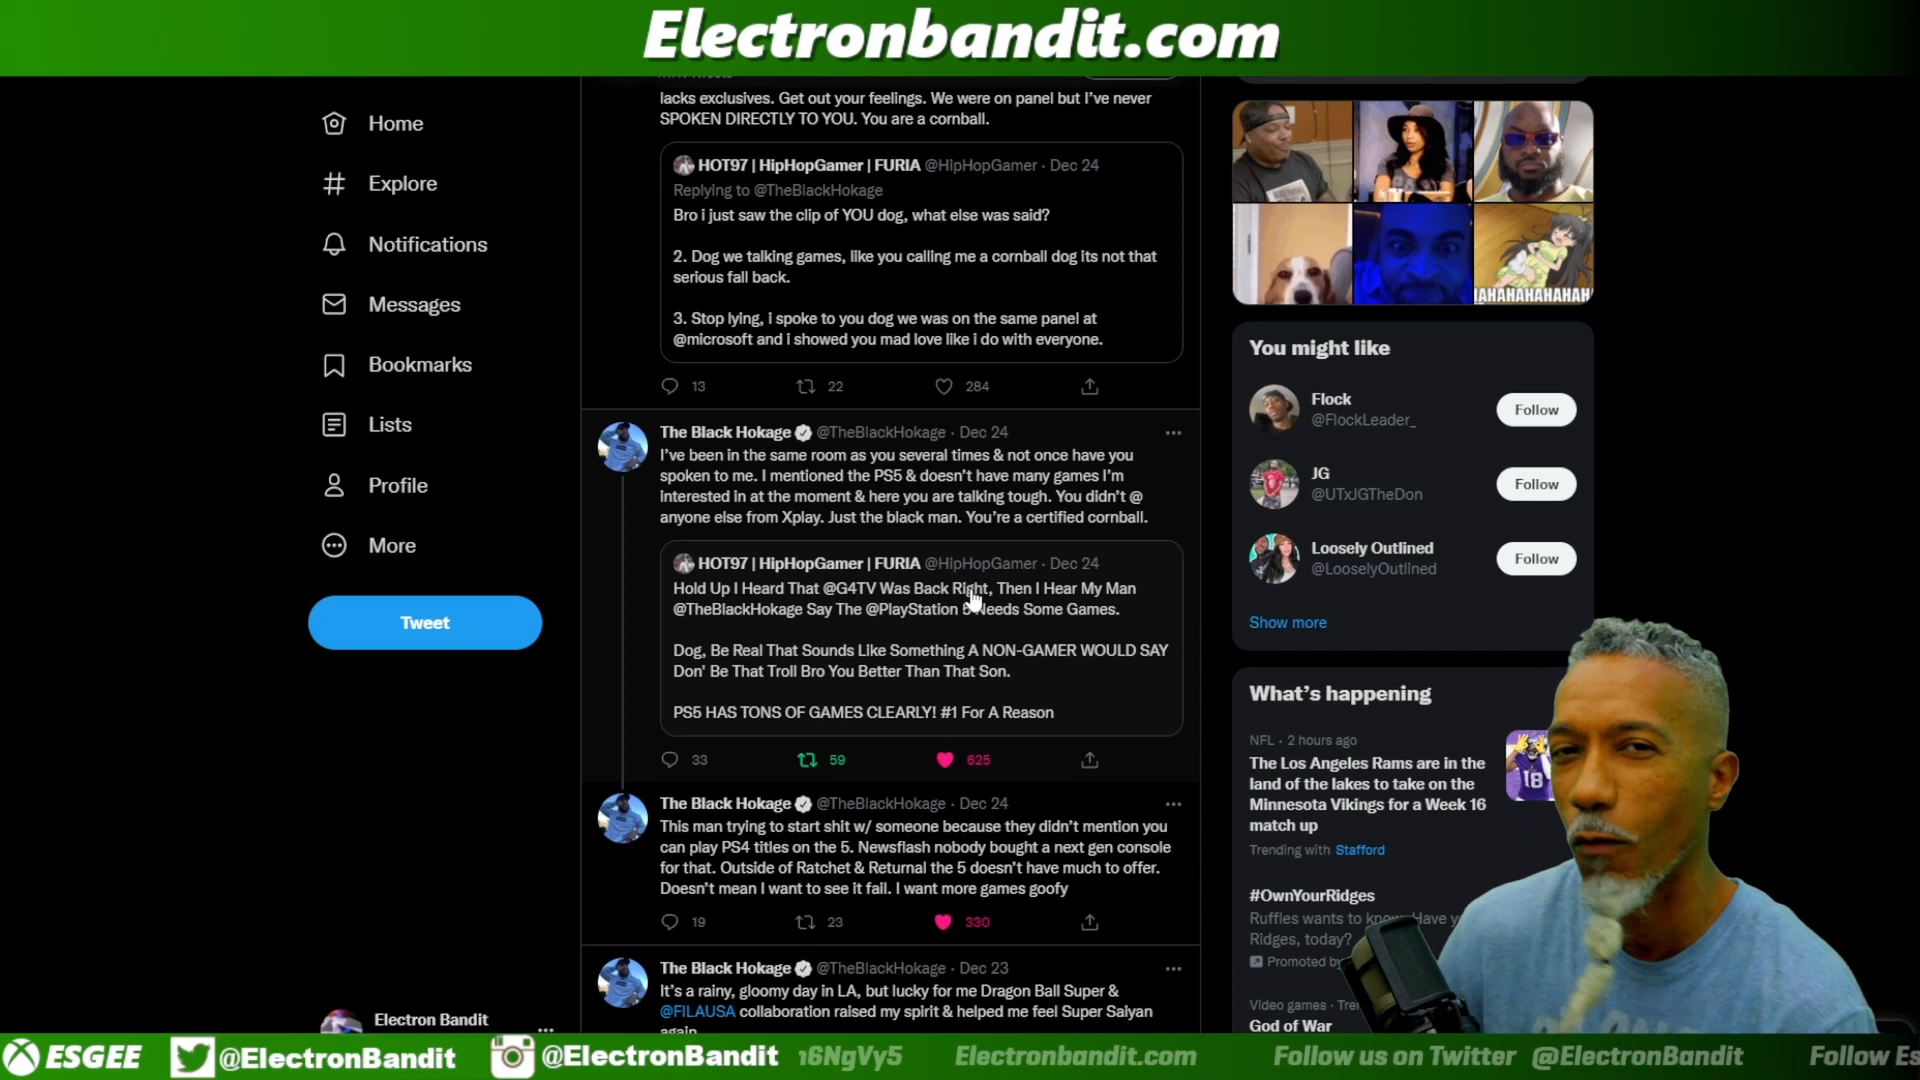 Electronbandit.com
Home
Explore
Notifications
Messages
Bookmarks
Lists
Profile
More
Tweet
Electron Bandit
lacks exclusives. Get out your feelings. We were on panel but I've never
SPOKEN DIRECTLY TO YOU. You are a cornball.
HOT97 | HipHopGamer | FURIA @HipHopGamer · Dec 24
Replying to @TheBlackHokage
Bro i just saw the clip of YOU dog, what else was said?
2. Dog we talking games, like you calling me a cornball dog its not that
serious fall back.
3. Stop lying, i spoke to you dog we was on the same panel at
@microsoft and i showed you mad love like i do with everyone.
13 22 284
The Black Hokage @TheBlackHokage · Dec 24
I've been in the same room as you several times & not once have you
spoken to me. I mentioned the PS5 & doesn't have many games I'm
interested in at the moment & here you are talking tough. You didn't @
anyone else from Xplay. Just the black man. You're a certified cornball.
HOT97 | HipHopGamer | FURIA @HipHopGamer · Dec 24
Hold Up I Heard That @G4TV Was Back Right, Then I Hear My Man
@TheBlackHokage Say The @PlayStation 5 Needs Some Games.
Dog, Be Real That Sounds Like Something A NON-GAMER WOULD SAY
Don' Be That Troll Bro You Better Than That Son.
PS5 HAS TONS OF GAMES CLEARLY! #1 For A Reason
33 59 625
The Black Hokage @TheBlackHokage · Dec 24
This man trying to start shit w/ someone because they didn't mention you
can play PS4 titles on the 5. Newsflash nobody bought a next gen console
for that. Outside of Ratchet & Returnal the 5 doesn't have much to offer.
Doesn't mean I want to see it fail. I want more games goofy
19 23 330
The Black Hokage @TheBlackHokage · Dec 23
It's a rainy, gloomy day in LA, but lucky for me Dragon Ball Super &
@FILAUSA collaboration raised my spirit & helped me feel Super Saiyan
again
AHAHAHAHAHAH
You might like
Flock
@FlockLeader_
Follow
JG
@UTxJGTheDon
Follow
Loosely Outlined
@LooselyOutlined
Follow
Show more
What's happening
NFL · 2 hours ago
The Los Angeles Rams are in the
land of the lakes to take on the
Minnesota Vikings for a Week 16
match up
Trending with Stafford
18
#OwnYourRidges
Ruffles wants to know. Have y
Ridges, today?
Promoted by
Video games · Tre
God of War
ESGEE @ElectronBandit @ElectronBandit 16NgVy5 Electronbandit.com Follow us on Twitter @ElectronBandit Follow Es